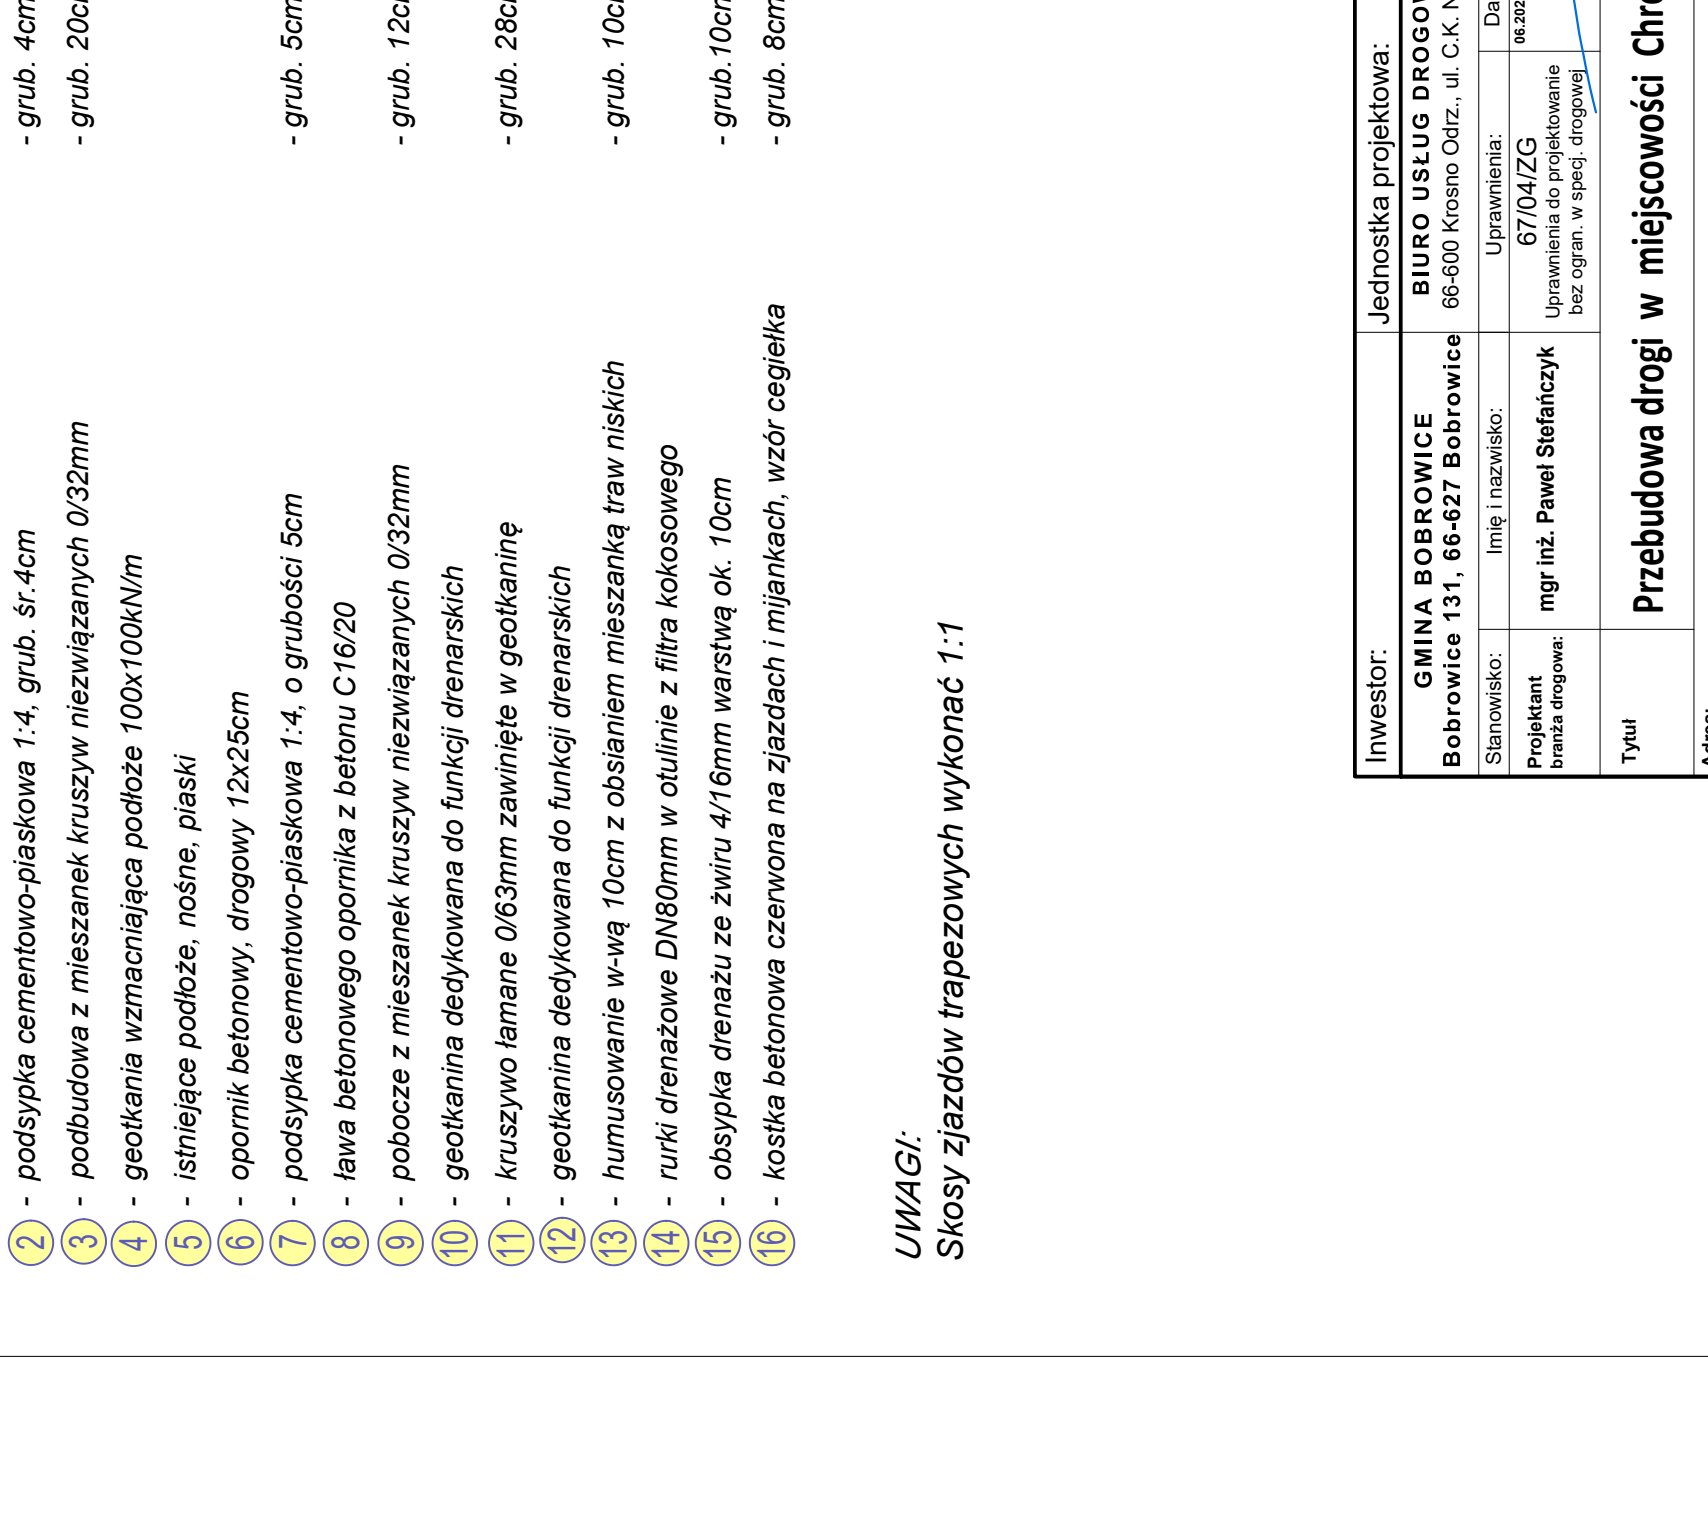 2 - podsypka cementowo-piaskowa 1:4, grub. śr.4cm - grub. 4cm
3 - podbudowa z mieszanek kruszyw niezwiązanych 0/32mm - grub. 20c
4 - geotkania wzmacniająca podłoże 100x100kN/m
5 - istniejące podłoże, nośne, piaski
6 - opornik betonowy, drogowy 12x25cm
7 - podsypka cementowo-piaskowa 1:4, o grubości 5cm - grub. 5cm
8 - ława betonowego opornika z betonu C16/20
9 - pobocze z mieszanek kruszyw niezwiązanych 0/32mm - grub. 12c
10 - geotkanina dedykowana do funkcji drenarskich
11 - kruszywo łamane 0/63mm zawinięte w geotkaninę - grub. 28c
12 - geotkanina dedykowana do funkcji drenarskich
13 - humusowanie w-wą 10cm z obsianiem mieszanką traw niskich - grub. 10c
14 - rurki drenażowe DN80mm w otulinie z filtra kokosowego
15 - obsypka drenażu ze żwiru 4/16mm warstwą ok. 10cm - grub.10cm
16 - kostka betonowa czerwona na zjazdach i mijankach, wzór cegiełka - grub. 8cm
UWAGI:
Skosy zjazdów trapezowych wykonać 1:1
Inwestor: Jednostka projektowa:
GMINA BOBROWICE BIURO USŁUG DROGOW
Bobrowice 131, 66-627 Bobrowice 66-600 Krosno Odrz., ul. C.K. N
Stanowisko: Imię i nazwisko: Uprawnienia: Da
Projektant
branża drogowa:
mgr inż. Paweł Stefańczyk
67/04/ZG
Uprawnienia do projektowanie
bez ogran. w specj. drogowej
06.202
Tytuł Przebudowa drogi w miejscowości Chr